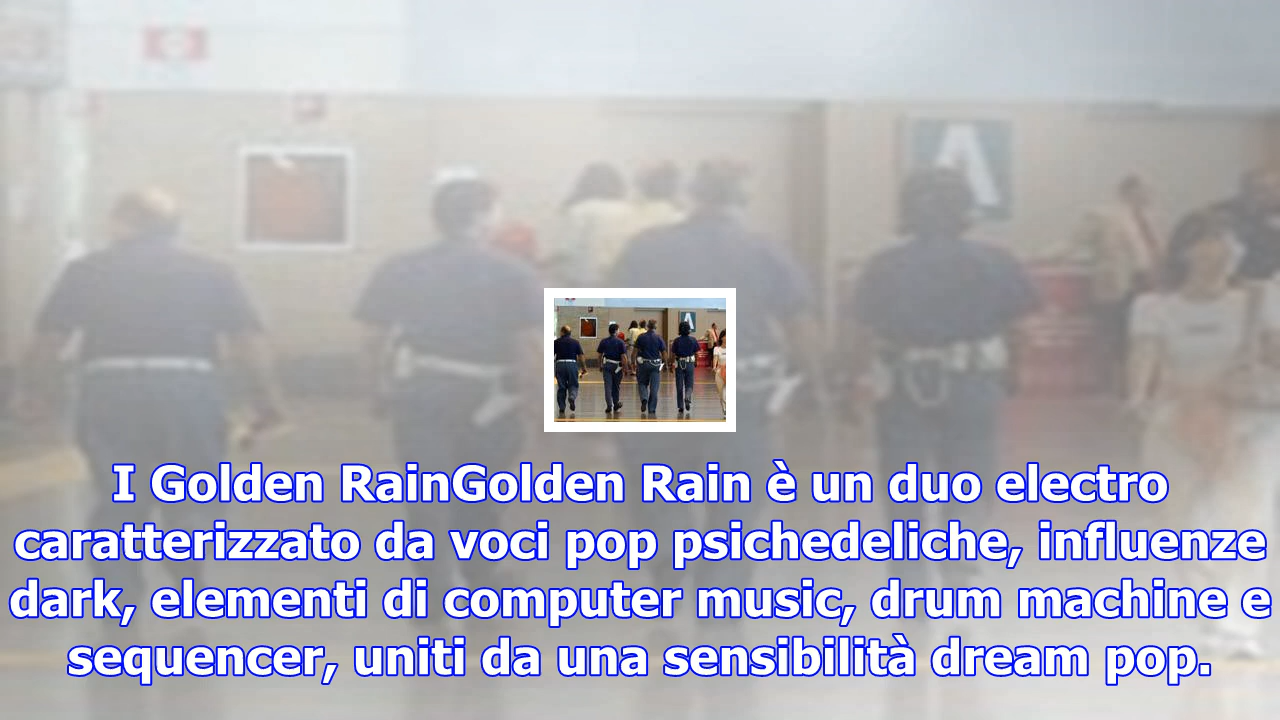 A
I Golden RainGolden Rain è un duo electro
caratterizzato da voci pop psichedeliche, influenze
dark, elementi di computer music, drum machine e
sequencer, uniti da una sensibilità dream pop.